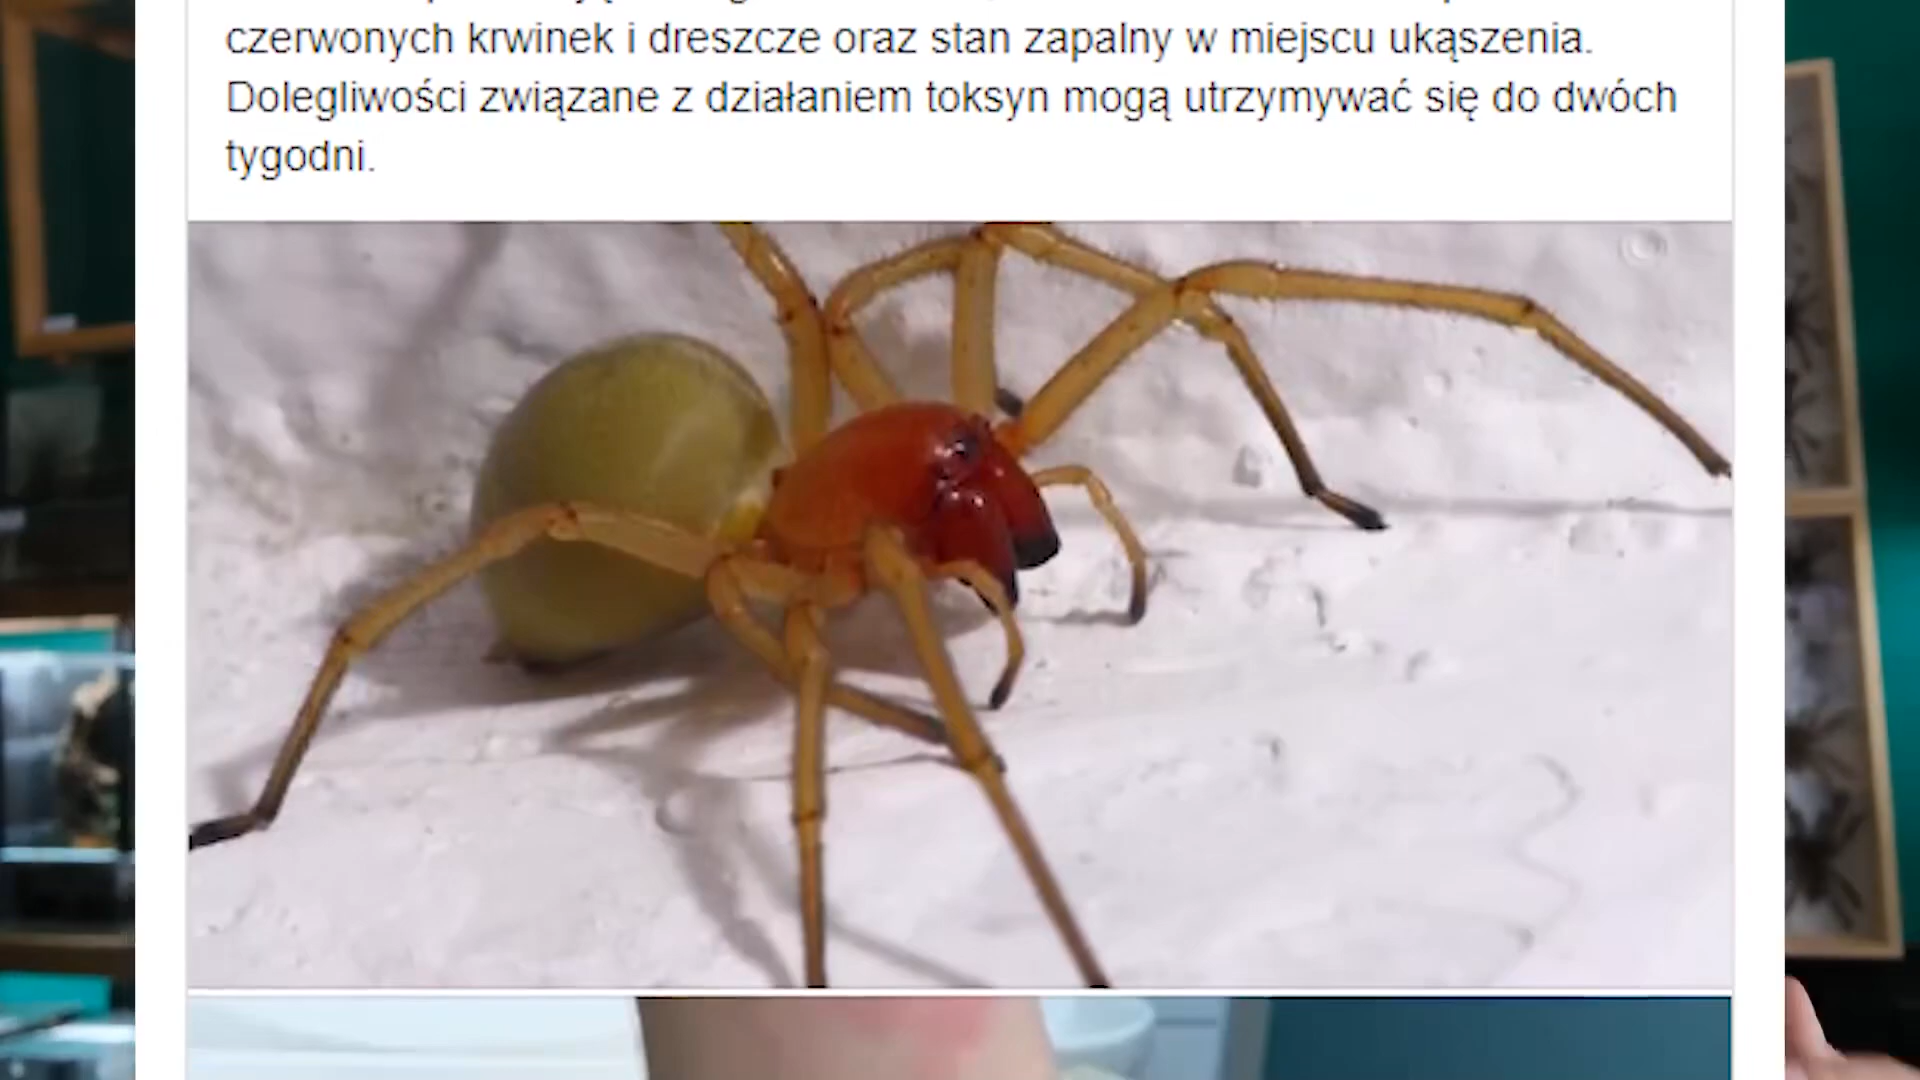 czerwonych krwinek i dreszcze oraz stan zapalny w miejscu ukąszenia.
Dolegliwości związane z działaniem toksyn mogą utrzymywać się do dwóch
tygodni.